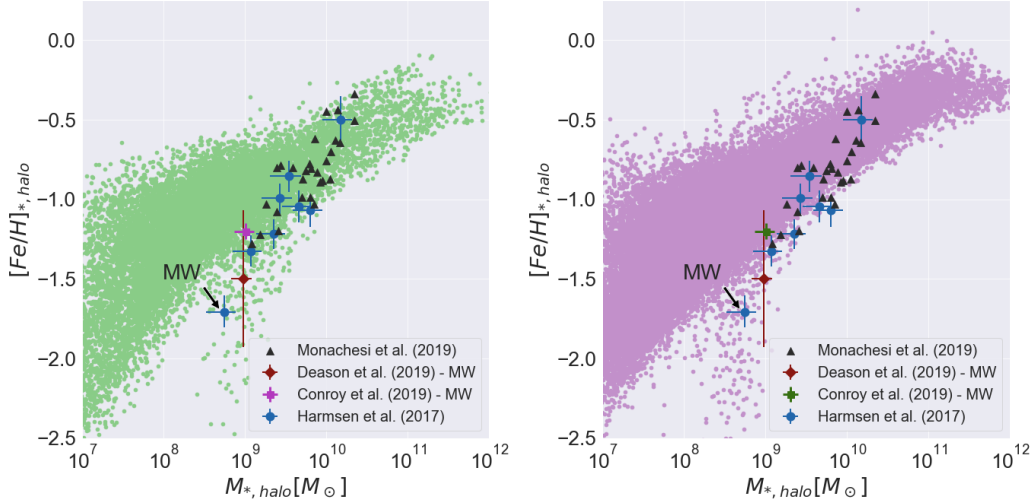 0.0
−0.5
−1.0
−1.5
−2.0
−2.5
[Fe/H]*,halo
MW
Monachesi et al. (2019)
Deason et al. (2019) - MW
Conroy et al. (2019) - MW
Harmsen et al. (2017)
10^7 10^8 10^9 10^10 10^11 10^12
M*,halo[M⊙]
0.0
−0.5
−1.0
−1.5
−2.0
−2.5
[Fe/H]*,halo
MW
Monachesi et al. (2019)
Deason et al. (2019) - MW
Conroy et al. (2019) - MW
Harmsen et al. (2017)
10^7 10^8 10^9 10^10 10^11 10^12
M*,halo[M⊙]